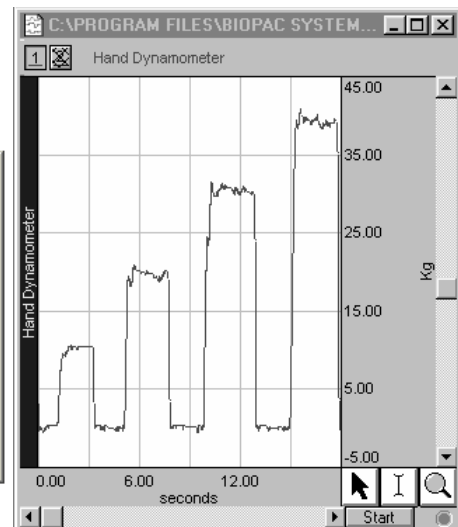 C:\PROGRAM FILES\BIOPAC SYSTEM...
1 Hand Dynamometer
Hand Dynamometer
45.00
35.00
25.00
15.00
5.00
-5.00
Kg
0.00 6.00 12.00
seconds
Start